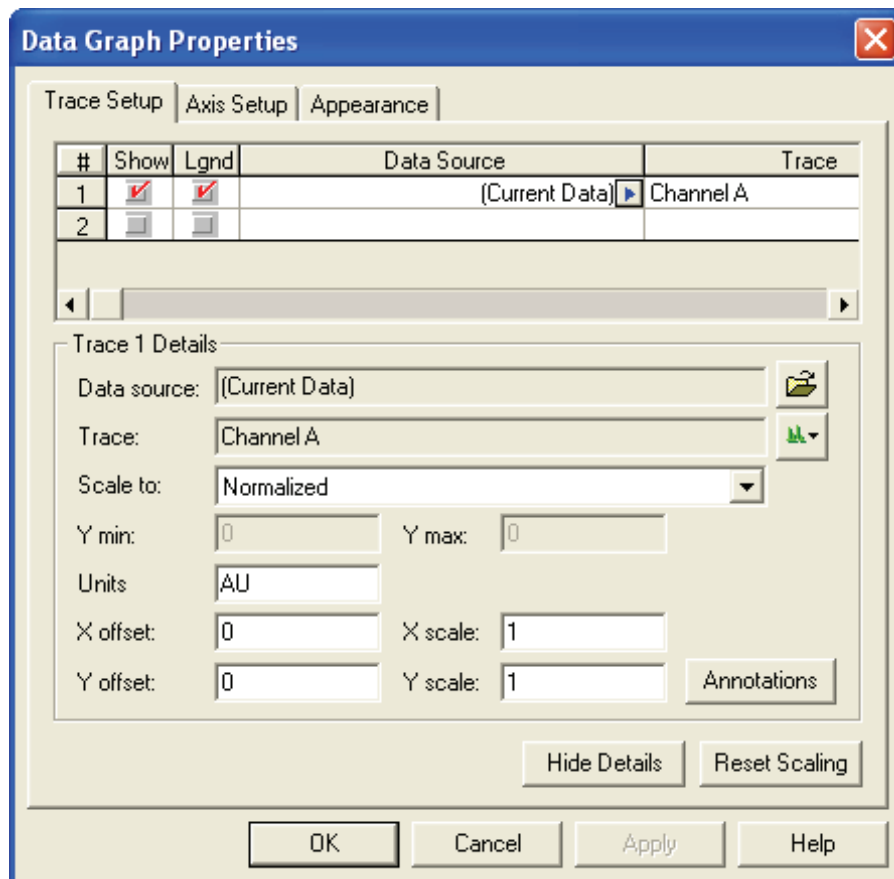 Data Graph Properties
Trace Setup Axis Setup Appearance
# Show Lgnd Data Source Trace
1 (Current Data) Channel A
2
Trace 1 Details
Data source: (Current Data)
Trace: Channel A
Scale to: Normalized
Y min: 0 Y max: 0
Units AU
X offset: 0 X scale: 1
Y offset: 0 Y scale: 1 Annotations
Hide Details Reset Scaling
OK Cancel Apply Help